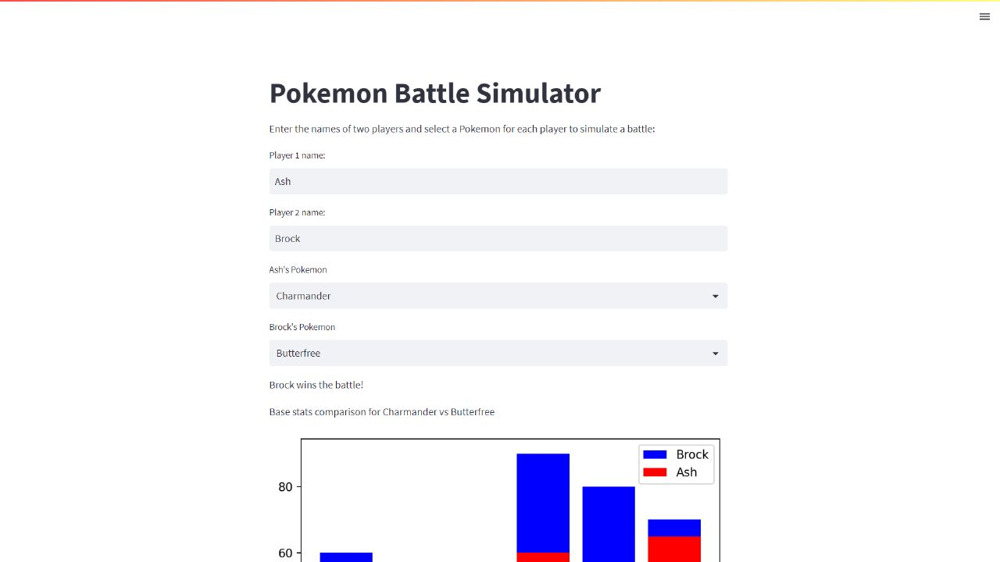 Pokemon Battle Simulator
Enter the names of two players and select a Pokemon for each player to simulate a battle:
Player 1 name:
Ash
Player 2 name:
Brock
Ash's Pokemon
Charmander
Brock's Pokemon
Butterfree
Brock wins the battle!
Base stats comparison for Charmander vs Butterfree
Brock
Ash
80
60